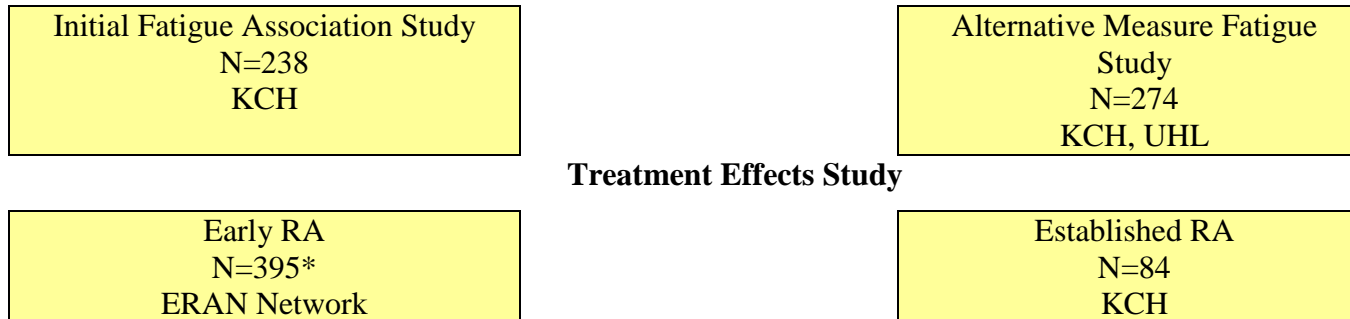 Initial Fatigue Association Study
N=238
KCH
Alternative Measure Fatigue
Study
N=274
KCH, UHL
Treatment Effects Study
Early RA
N=395*
ERAN Network
Established RA
N=84
KCH